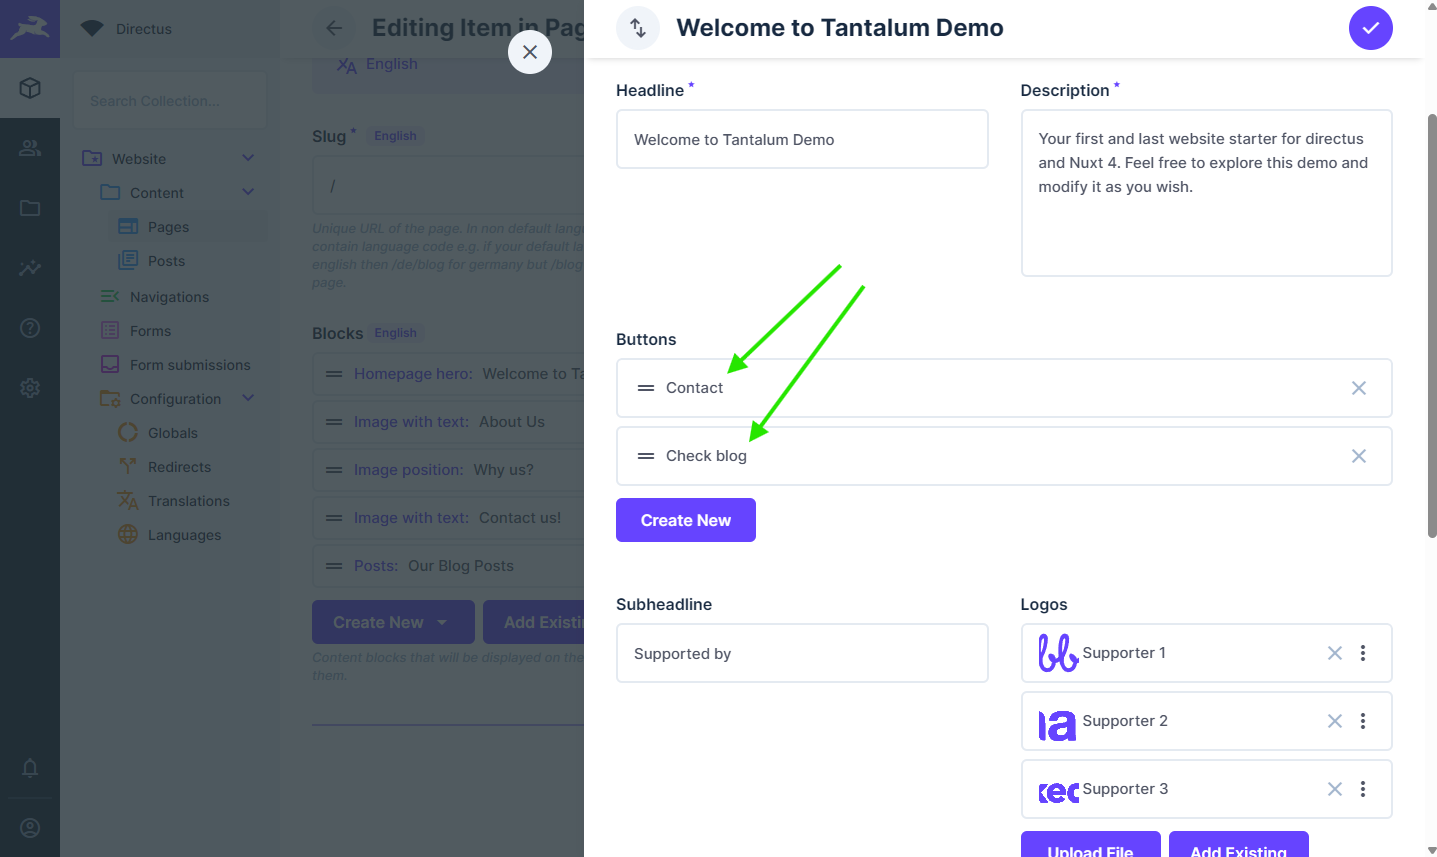 Directus
Search Collection...
Website
Content
Pages
Posts
Navigations
Forms
Form submissions
Configuration
Globals
Redirects
Translations
Languages
Editing Item in Pag
English
Slug * English
/
Unique URL of the page. In non default lang
contain language code e.g. if your default la
english then /de/blog for germany but /blog
page.
Blocks English
Homepage hero: Welcome to Ta
Image with text: About Us
Image position: Why us?
Image with text: Contact us!
Posts: Our Blog Posts
Create New
Add Existin
Content blocks that will be displayed on the
them.
Welcome to Tantalum Demo
Headline *
Welcome to Tantalum Demo
Description *
Your first and last website starter for directus
and Nuxt 4. Feel free to explore this demo and
modify it as you wish.
Buttons
Contact
Check blog
Create New
Subheadline
Supported by
Logos
Supporter 1
Supporter 2
Supporter 3
Upload File
Add Existing